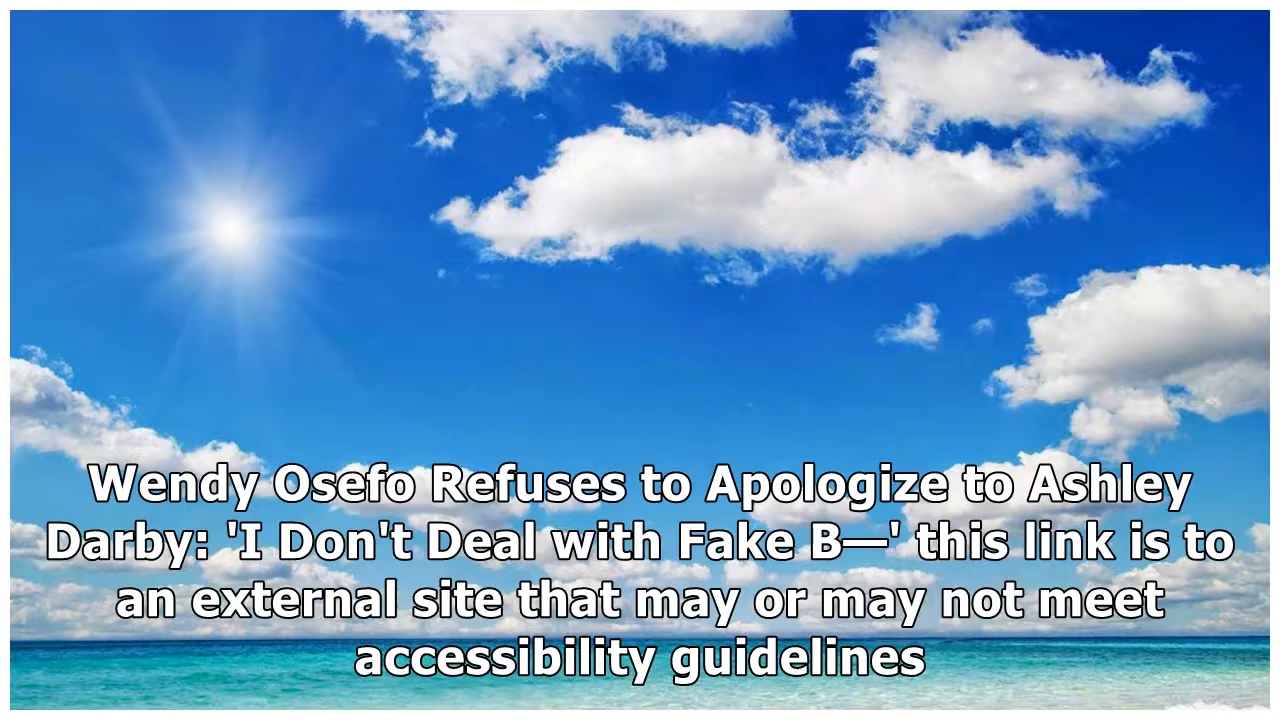 Wendy Osefo Refuses to Apologize to Ashley
Darby: 'I Don't Deal with Fake B—' this link is to
an external site that may or may not meet
accessibility guidelines